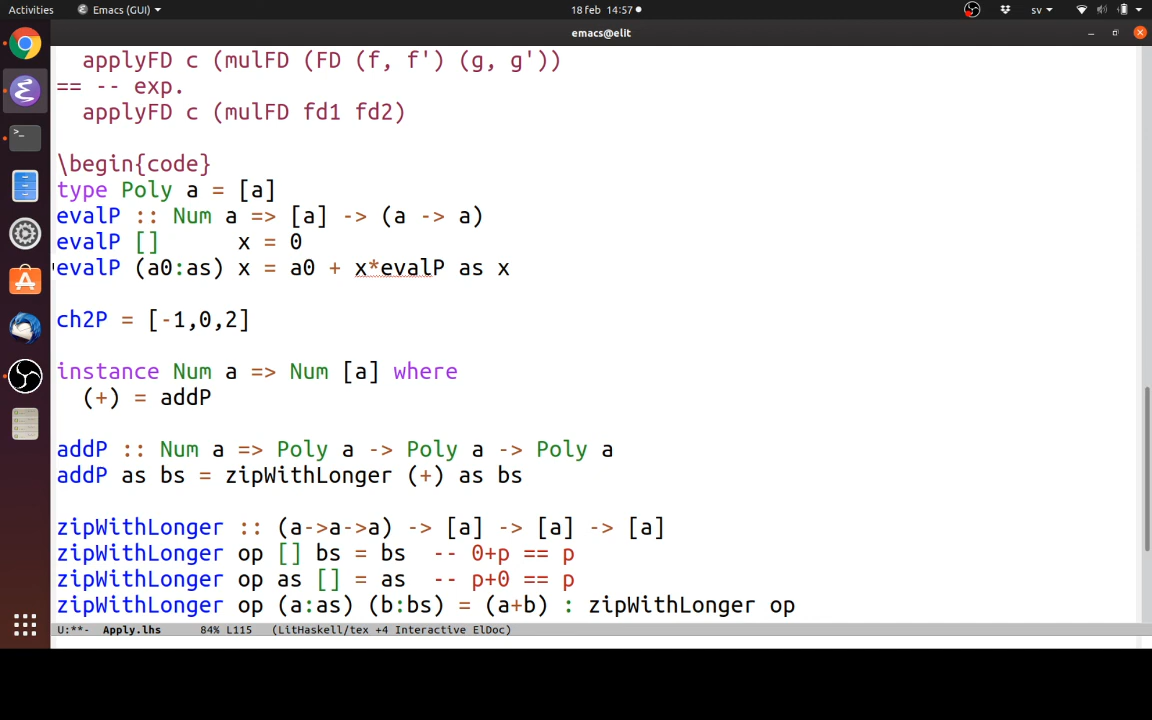 Activities Emacs (GUI) 18 feb 14:57 sv
emacs@elit
applyFD c (mulFD (FD (f, f') (g, g'))
== -- exp.
applyFD c (mulFD fd1 fd2)
\begin{code}
type Poly a = [a]
evalP :: Num a => [a] -> (a -> a)
evalP [] x = 0
evalP (a0:as) x = a0 + x*evalP as x
ch2P = [-1,0,2]
instance Num a => Num [a] where
(+) = addP
addP :: Num a => Poly a -> Poly a -> Poly a
addP as bs = zipWithLonger (+) as bs
zipWithLonger :: (a->a->a) -> [a] -> [a] -> [a]
zipWithLonger op [] bs = bs -- 0+p == p
zipWithLonger op as [] = as -- p+0 == p
zipWithLonger op (a:as) (b:bs) = (a+b) : zipWithLonger op
U:**- Apply.lhs 84% L115 (LitHaskell/tex +4 Interactive ElDoc)